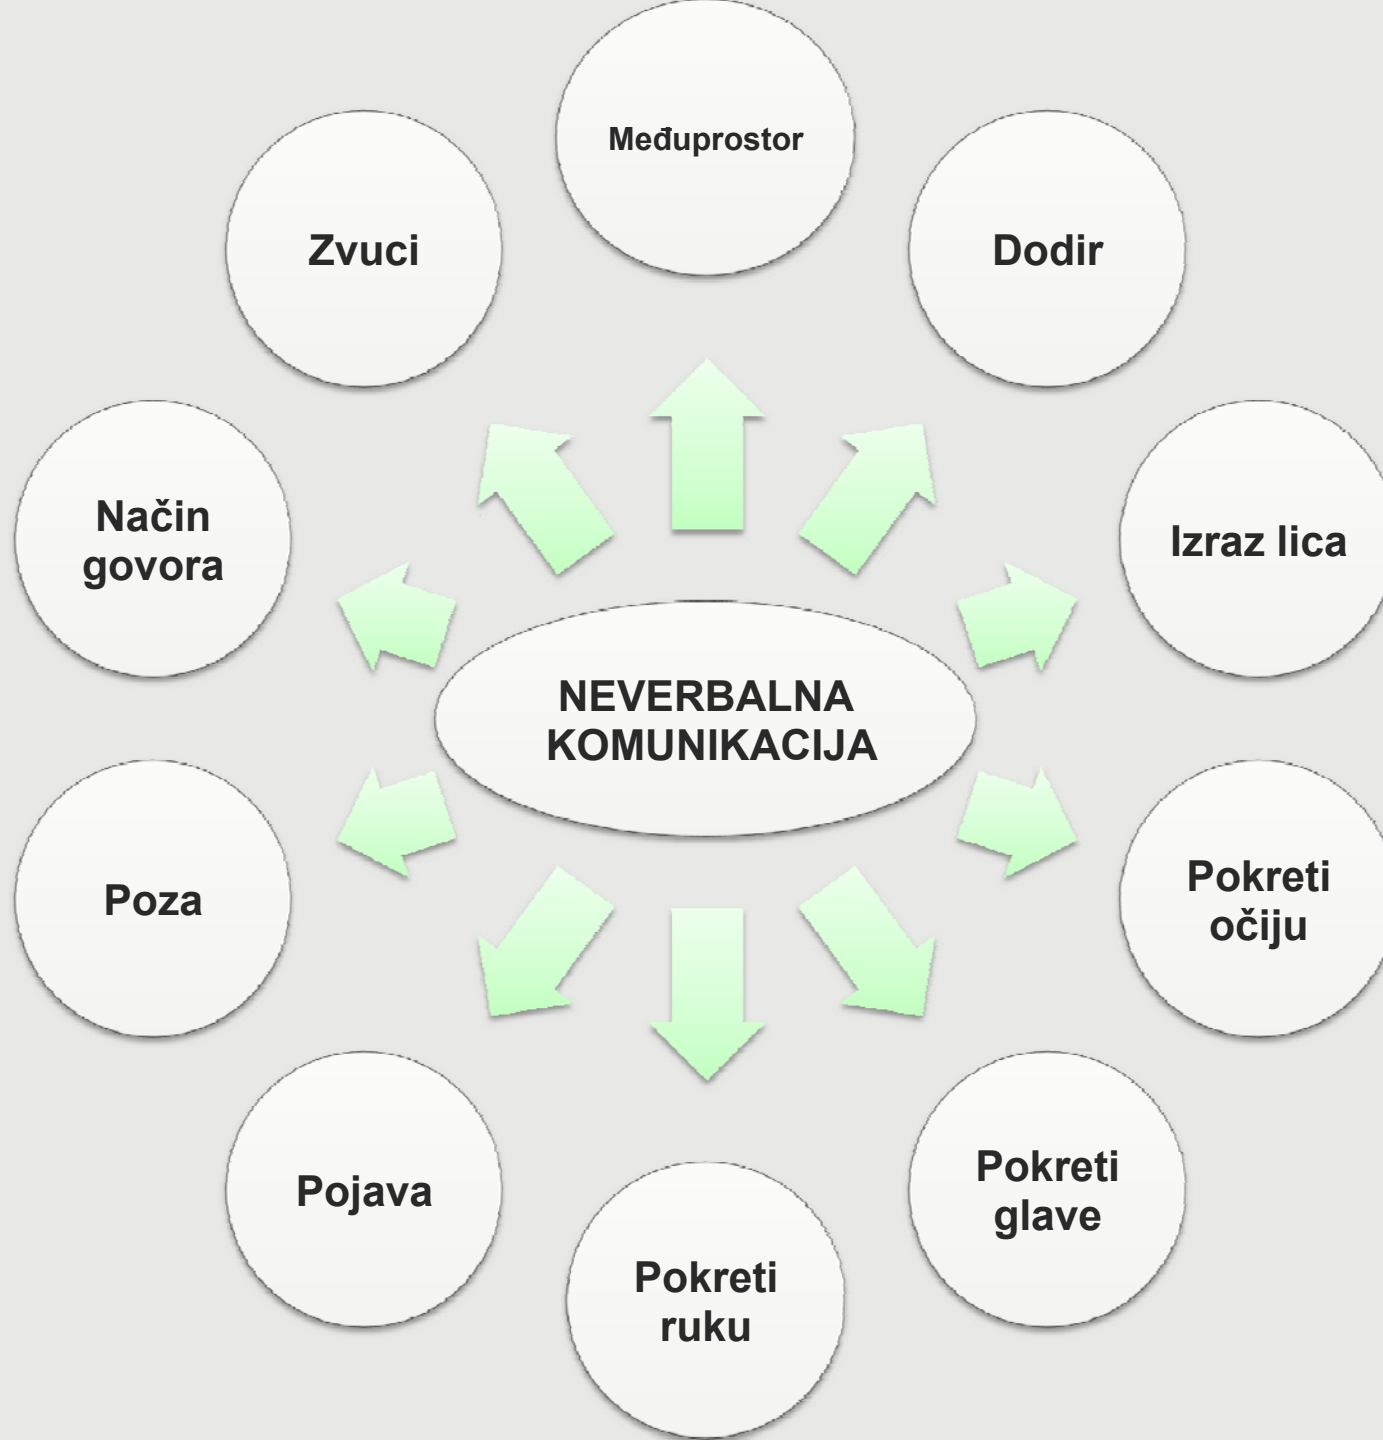 Međuprostor
Zvuci
Dodir
Način
govora
Izraz lica
NEVERBALNA
KOMUNIKACIJA
Poza
Pokreti
očiju
Pojava
Pokreti
glave
Pokreti
ruku